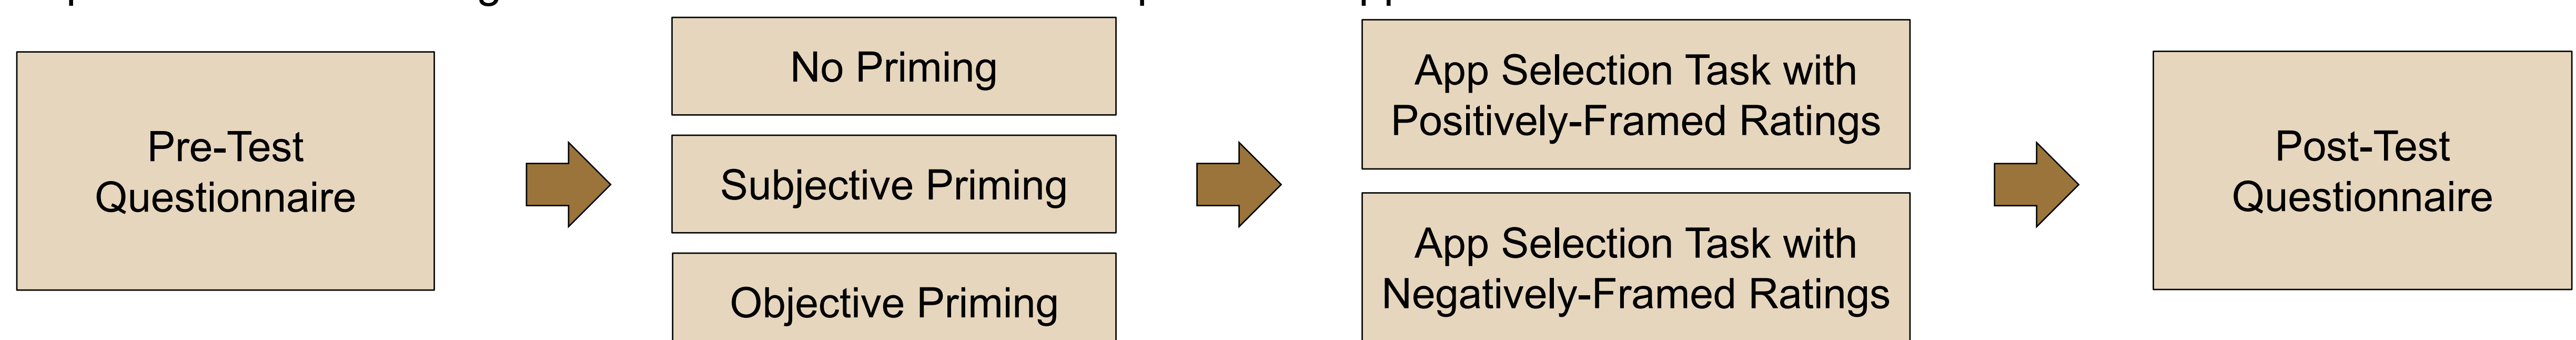 Pre-Test
Questionnaire
No Priming
Subjective Priming
Objective Priming
App Selection Task with
Positively-Framed Ratings
App Selection Task with
Negatively-Framed Ratings
Post-Test
Questionnaire